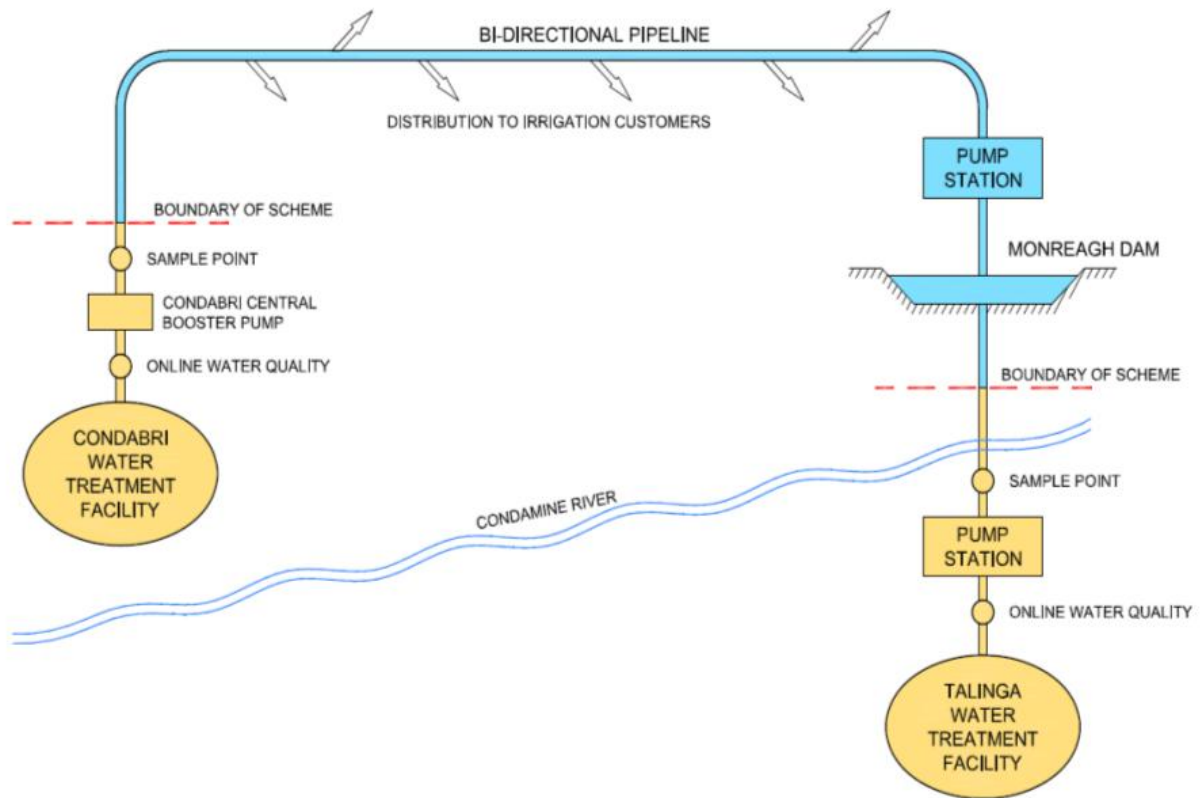 BI-DIRECTIONAL PIPELINE
DISTRIBUTION TO IRRIGATION CUSTOMERS
PUMP
STATION
BOUNDARY OF SCHEME
MONREAGH DAM
SAMPLE POINT
CONDABRI CENTRAL
BOOSTER PUMP
ONLINE WATER QUALITY
BOUNDARY OF SCHEME
CONDABRI
WATER
TREATMENT
FACILITY
SAMPLE POINT
CONDAMINE RIVER
PUMP
STATION
ONLINE WATER QUALITY
TALINGA
WATER
TREATMENT
FACILITY